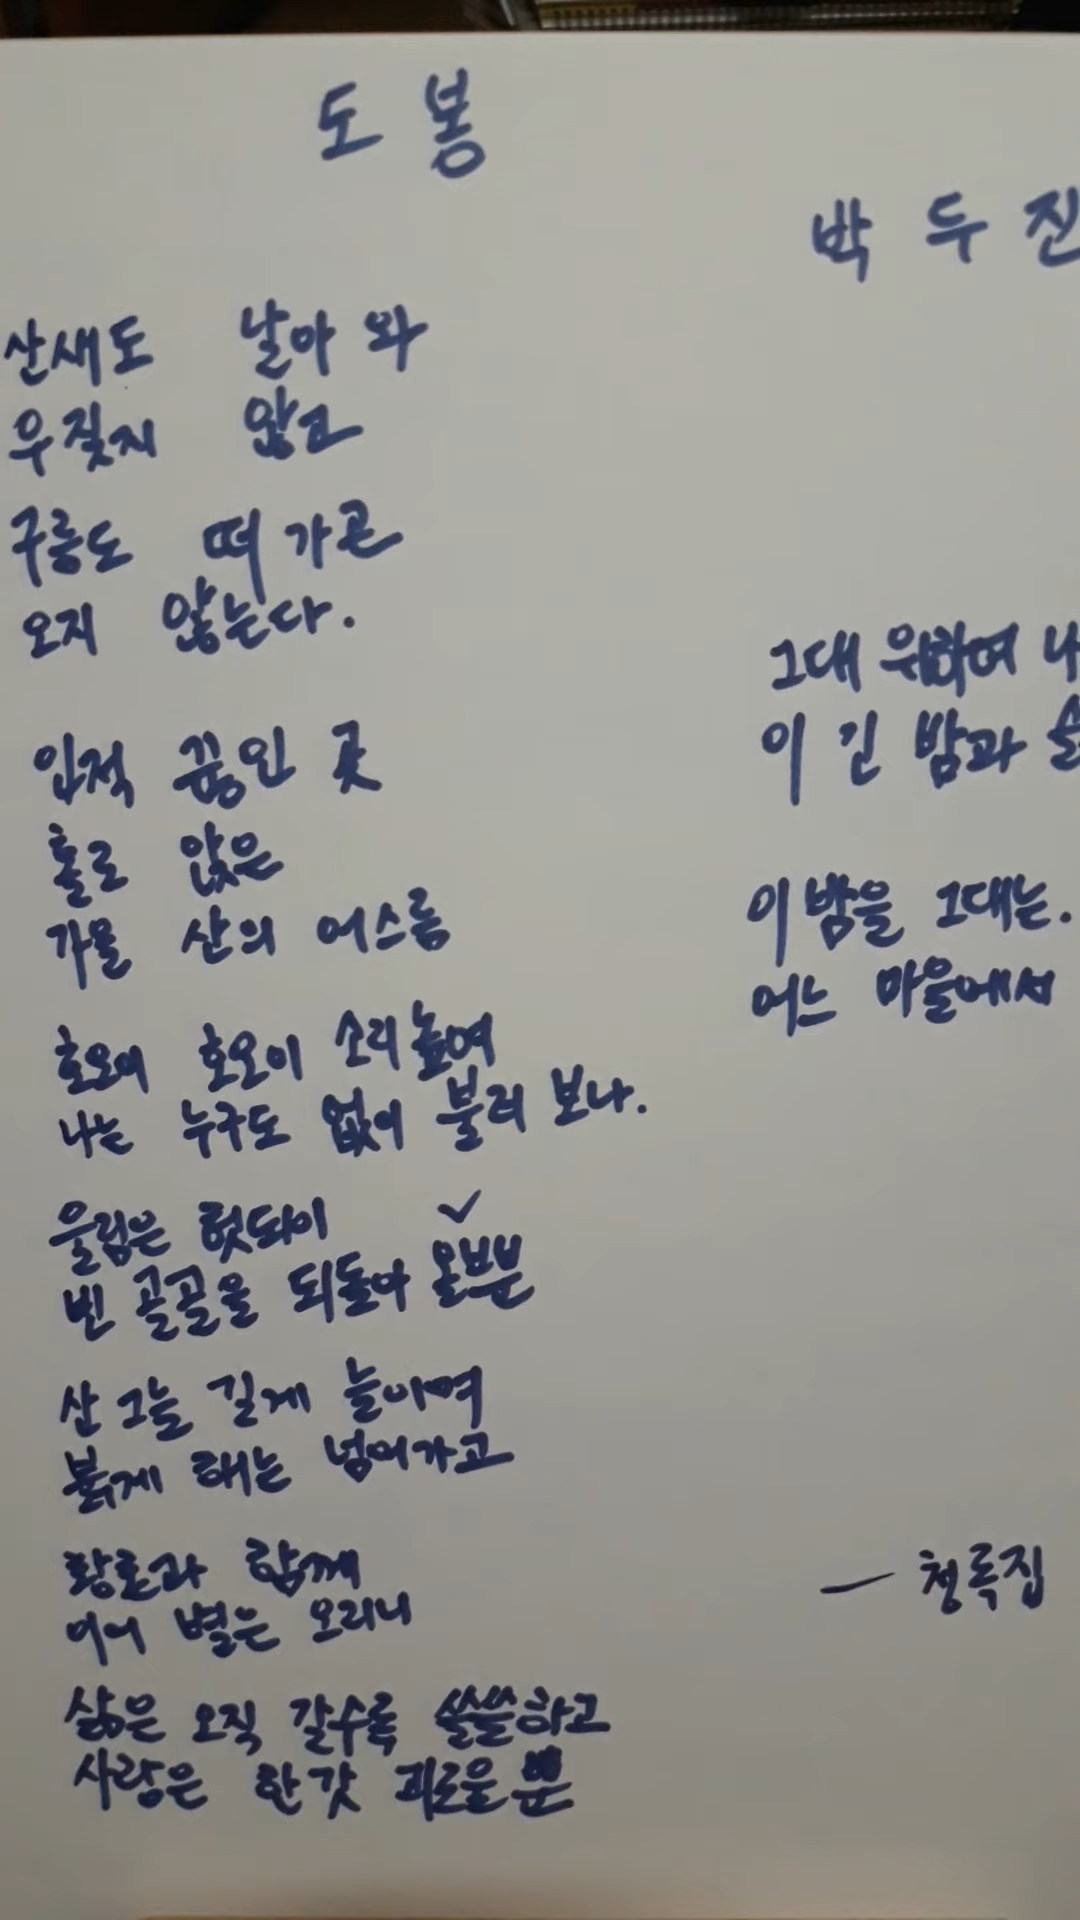 도봉
박두진
산새도 날아 와
우짖지 않고
구름도 떠 가곤
오지 않는다.
인적 끊인 곳
홀로 앉은
가을 산의 어스름
호오이 호오이 소리 높여
나는 누구도 없이 불러 보나.
울림은 헛되이
빈 골골을 되돌아 올 뿐
산 그늘 길게 늘이며
붉게 해는 넘어가고
황혼과 함께
이어 별은 오리니
삶은 오직 갈수록 쓸쓸하고
사랑은 한갓 괴로울 뿐
그대 위하여
이 긴 밤과
이 밤을 그대는.
어느 마을에서
― 청록집